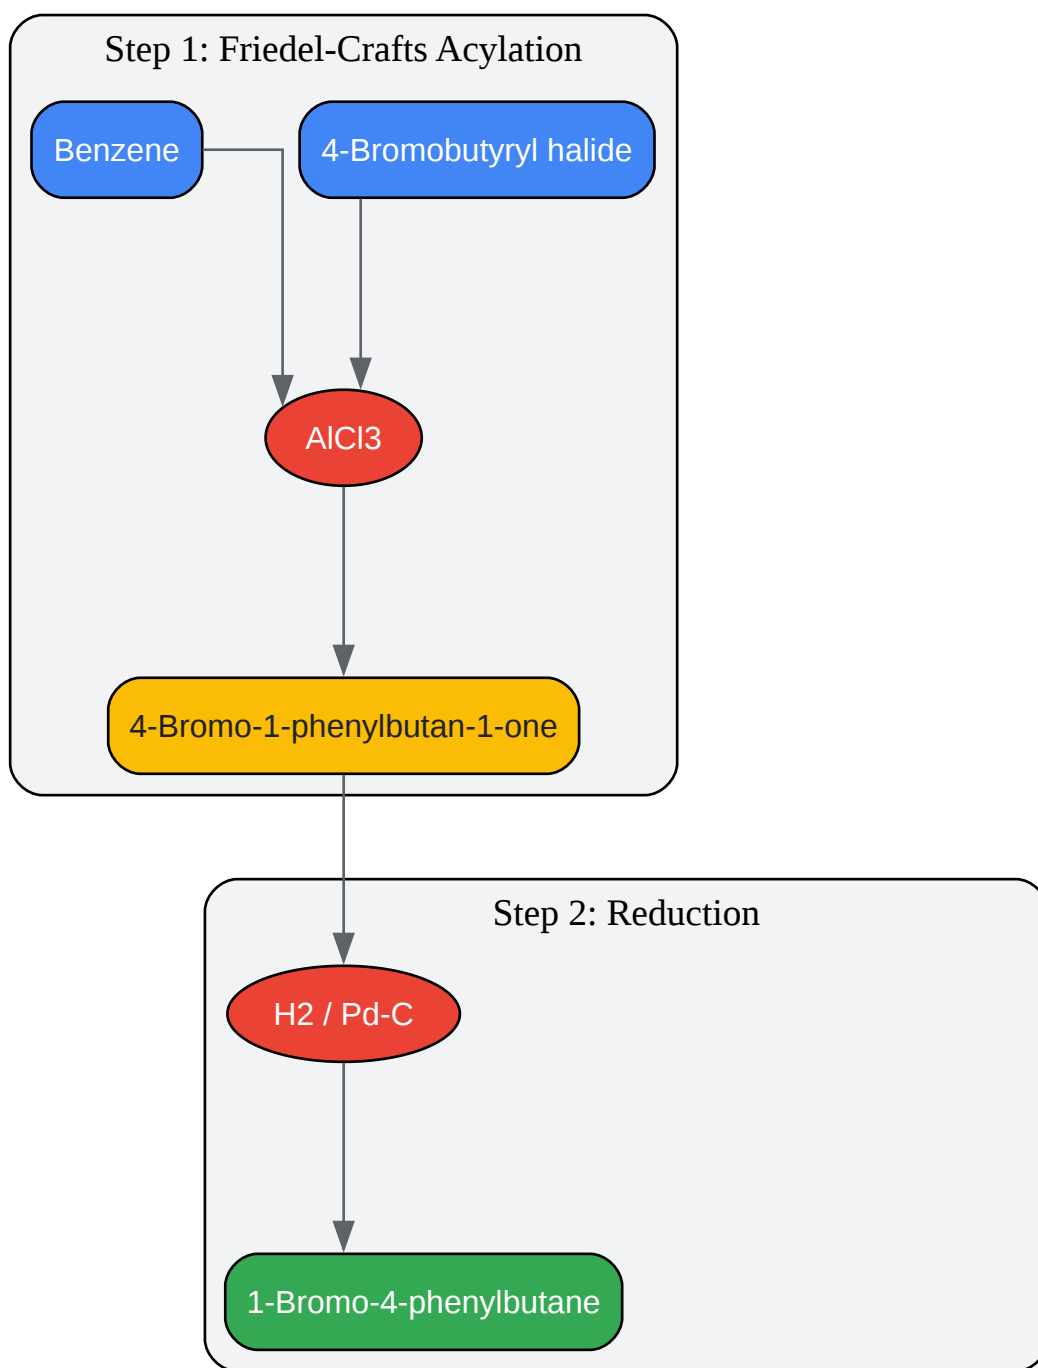 Step 1: Friedel-Crafts Acylation
Benzene
4-Bromobutyryl halide
AlCl3
4-Bromo-1-phenylbutan-1-one
Step 2: Reduction
H2 / Pd-C
1-Bromo-4-phenylbutane